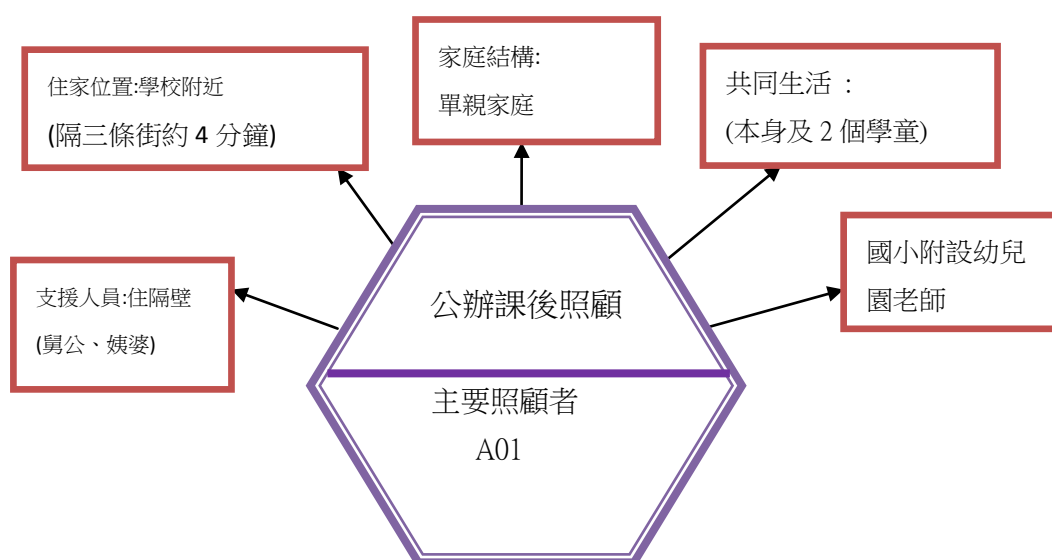 住家位置:學校附近
(隔三條街約 4 分鐘)
家庭結構:
單親家庭
共同生活 :
(本身及 2 個學童)
支援人員:住隔壁
(舅公、姨婆)
國小附設幼兒
園老師
公辦課後照顧
主要照顧者
A01